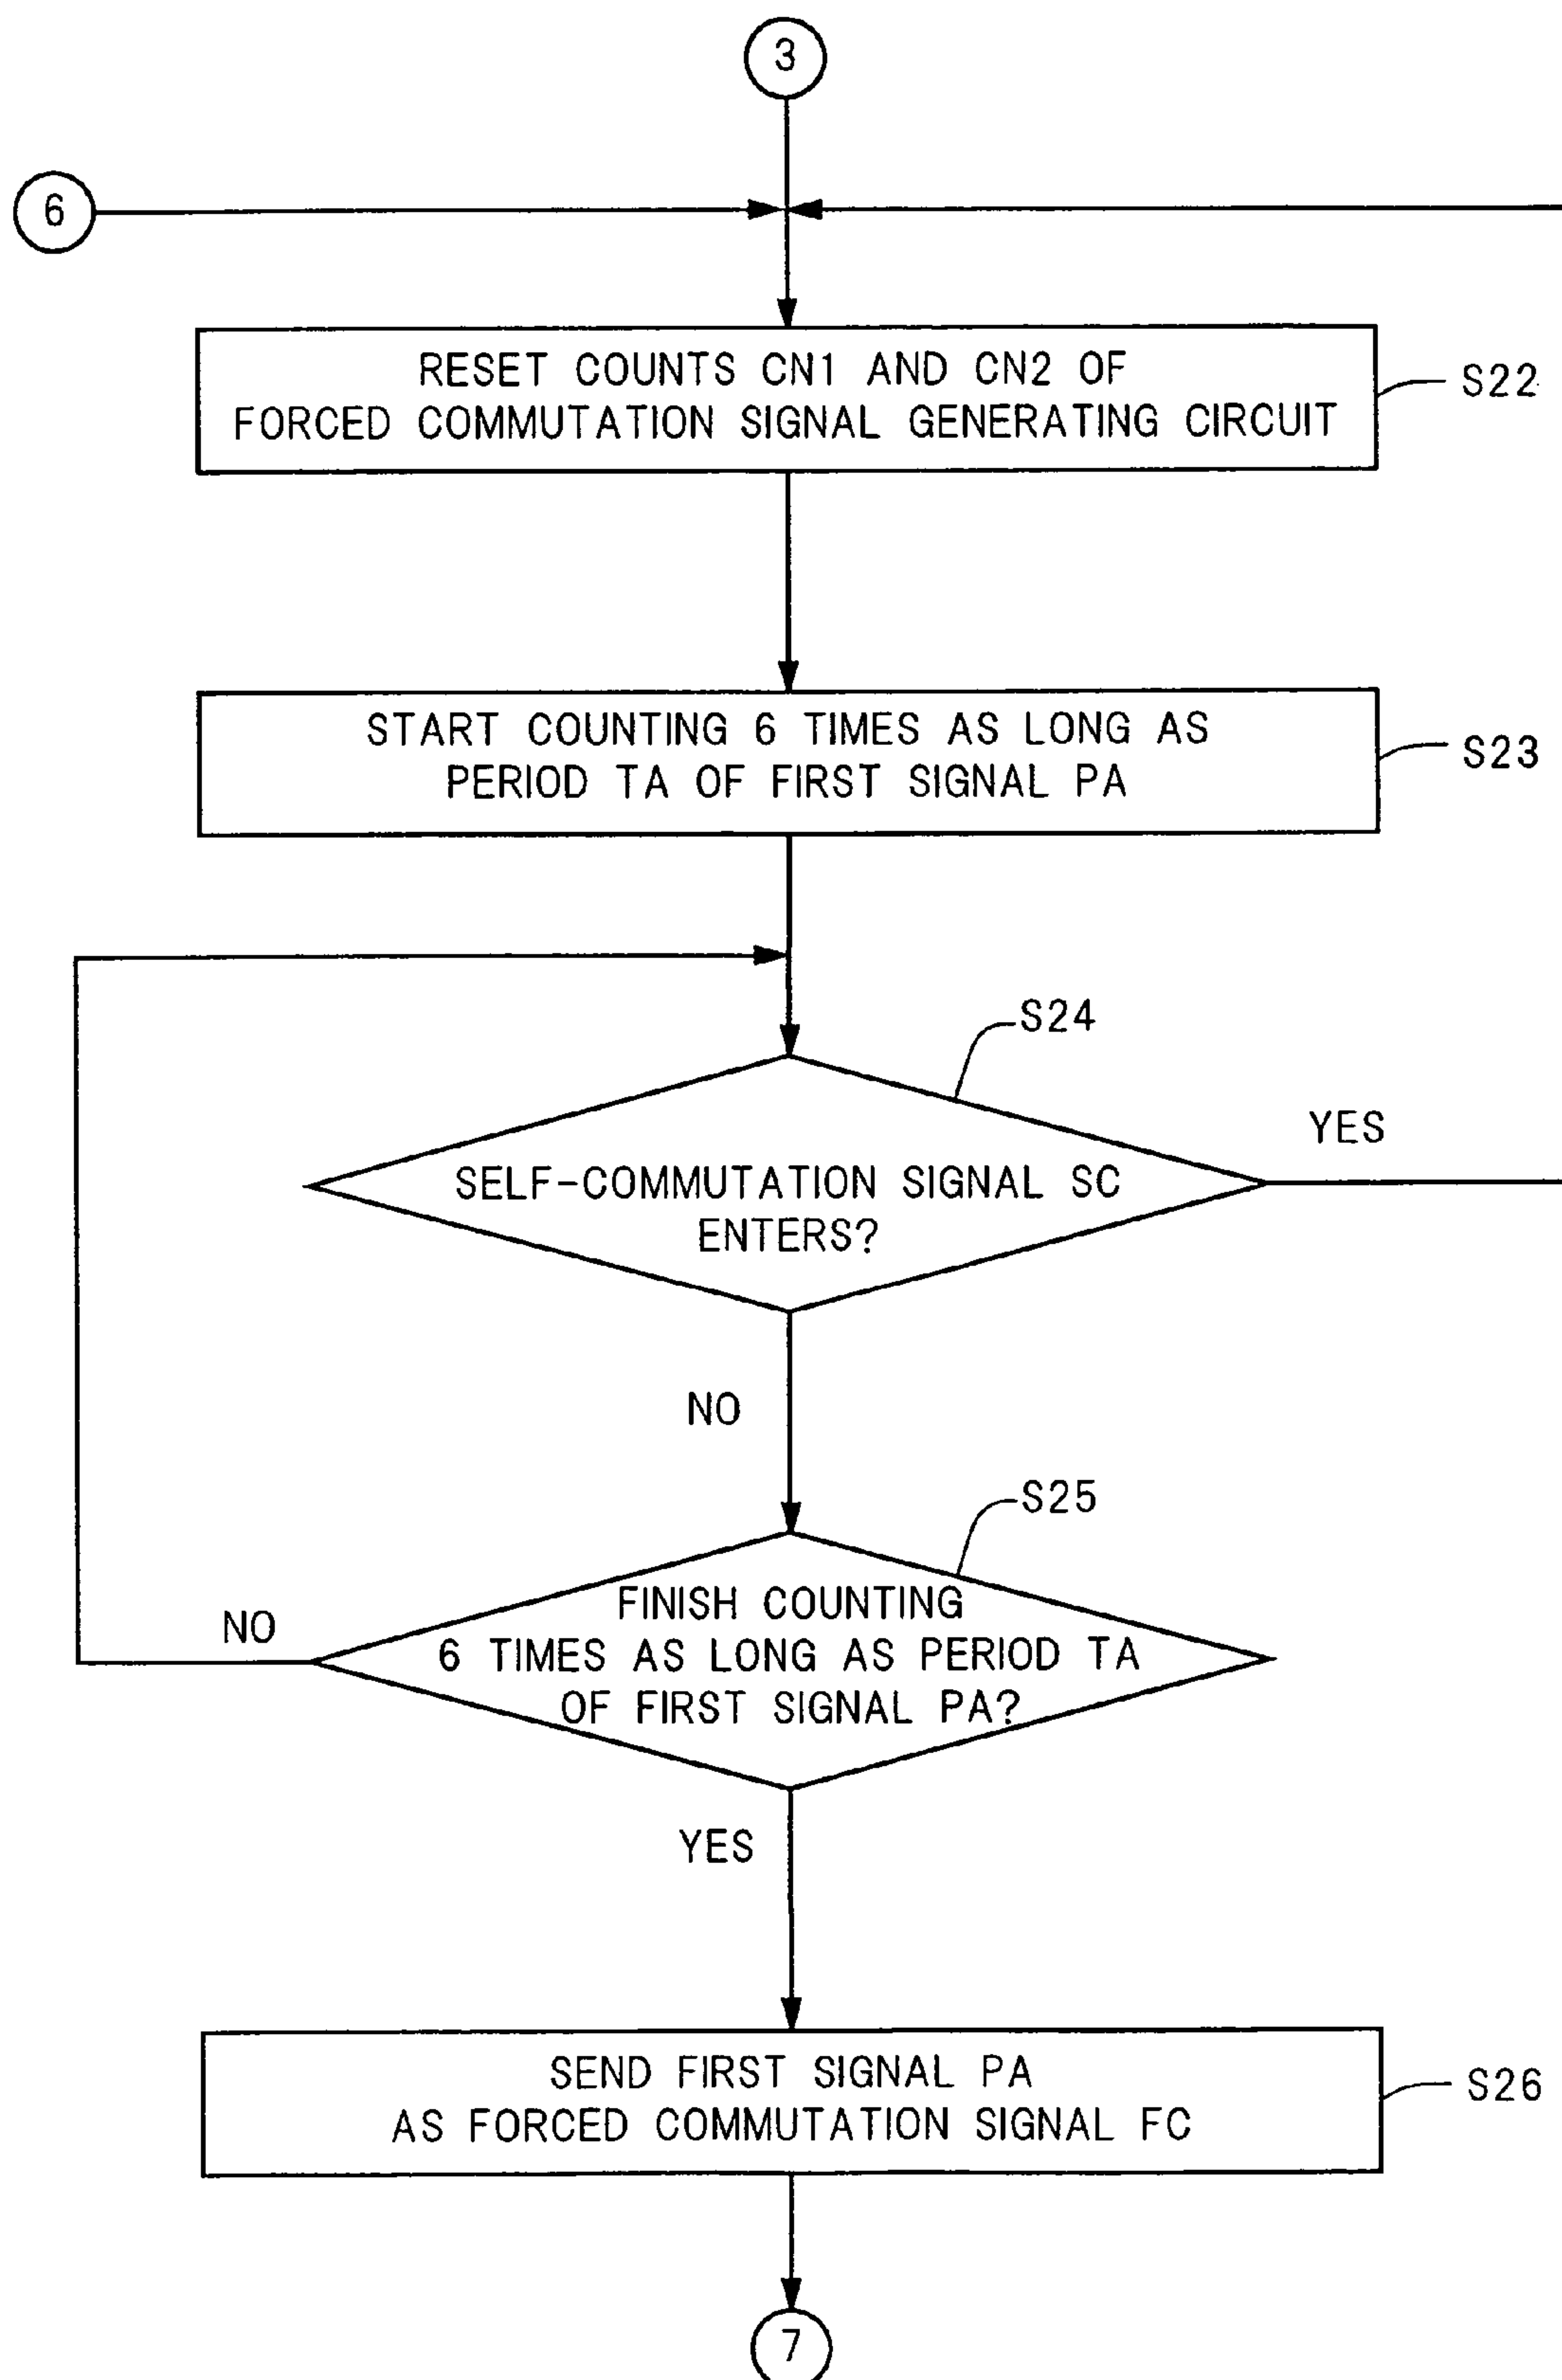 3
6
RESET COUNTS CN1 AND CN2 OF
FORCED COMMUTATION SIGNAL GENERATING CIRCUIT
S22
START COUNTING 6 TIMES AS LONG AS
PERIOD TA OF FIRST SIGNAL PA
S23
S24
YES
SELF-COMMUTATION SIGNAL SC
ENTERS?
NO
S25
FINISH COUNTING
6 TIMES AS LONG AS PERIOD TA
OF FIRST SIGNAL PA?
NO
YES
SEND FIRST SIGNAL PA
AS FORCED COMMUTATION SIGNAL FC
S26
7